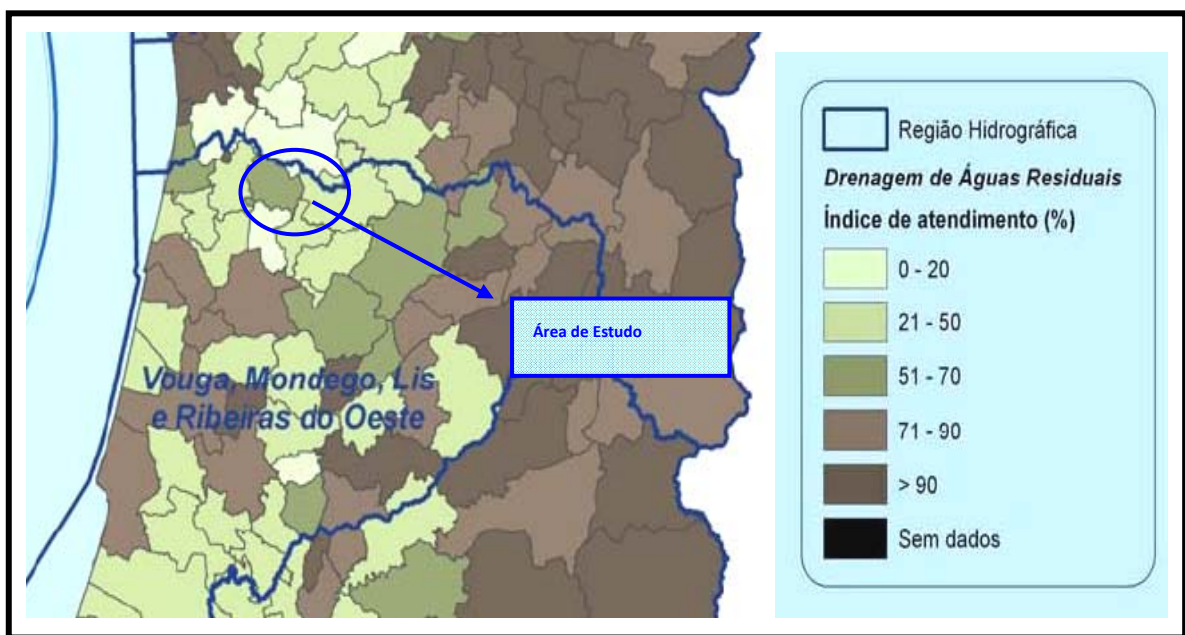 Vouga, Mondego, Lis
e Ribeiras do Oeste
Área de Estudo
Região Hidrográfica
Drenagem de Águas Residuais
Índice de atendimento (%)
0 - 20
21 - 50
51 - 70
71 - 90
> 90
Sem dados